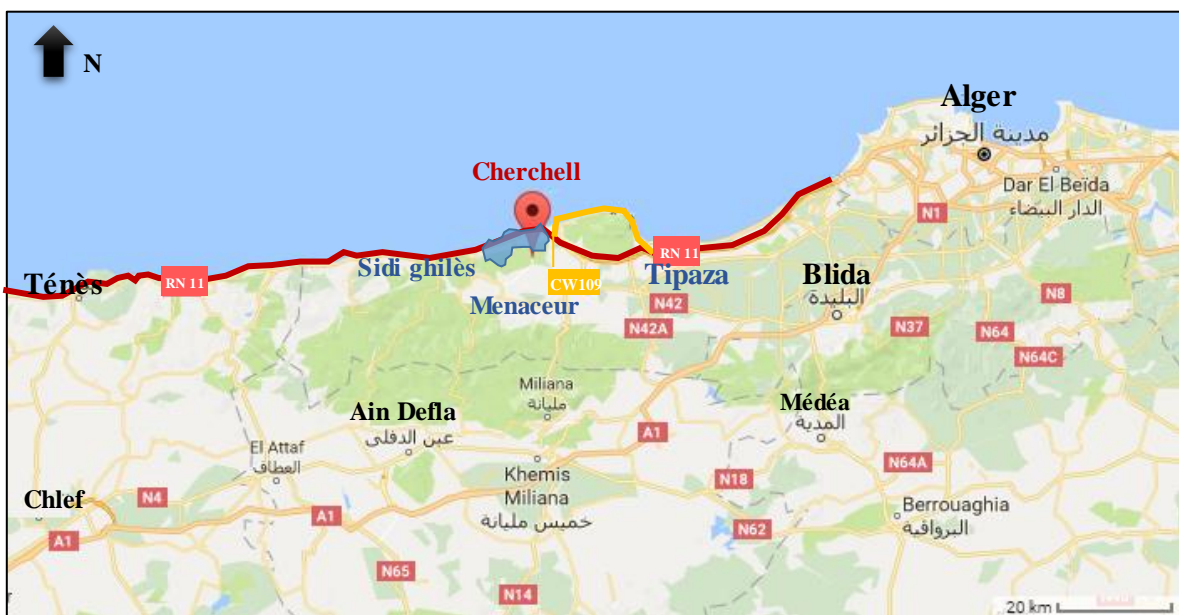 N
Alger
مدينة الجزائر
Dar El Beïda
الدار البيضاء
N1
Cherchell
RN 11
Sidi ghilès
Tipaza
Blida
البليدة
Ténès
RN 11
CW109
Menaceur
N42
N8
N42A
N37
N64
N64C
Miliana
مليانة
Ain Defla
عين الدفلى
Médéa
المدية
A1
El Attaf
العطاف
Khemis
Miliana
خميس مليانة
N64A
N18
Chlef
N4
A1
Berrouaghia
البرواقية
N62
A1
N65
N14
20 km